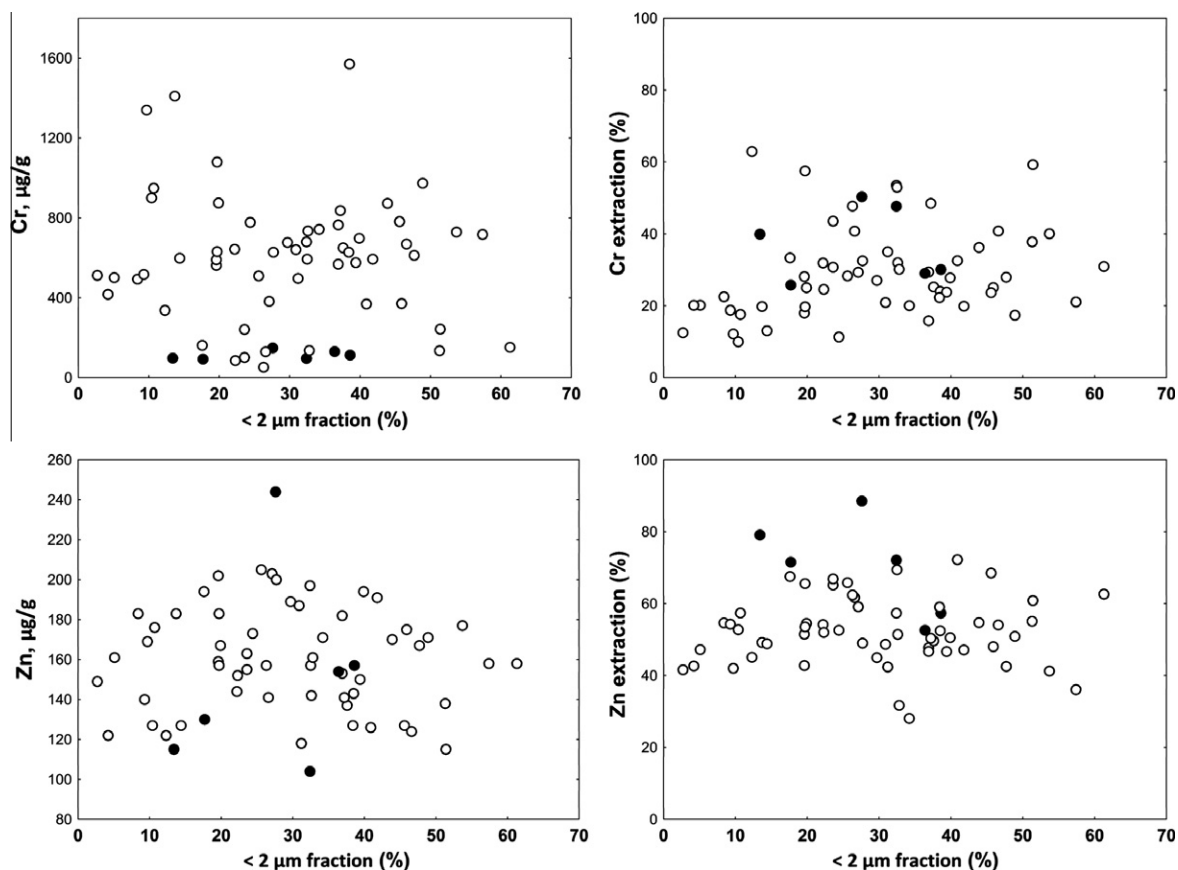 1600
1200
800
400
0
Cr, µg/g
0 10 20 30 40 50 60 70
< 2 µm fraction (%)
100
80
60
40
20
0
Cr extraction (%)
0 10 20 30 40 50 60 70
< 2 µm fraction (%)
260
240
220
200
180
160
140
120
100
80
Zn, µg/g
0 10 20 30 40 50 60 70
< 2 µm fraction (%)
100
80
60
40
20
0
Zn extraction (%)
0 10 20 30 40 50 60 70
< 2 µm fraction (%)